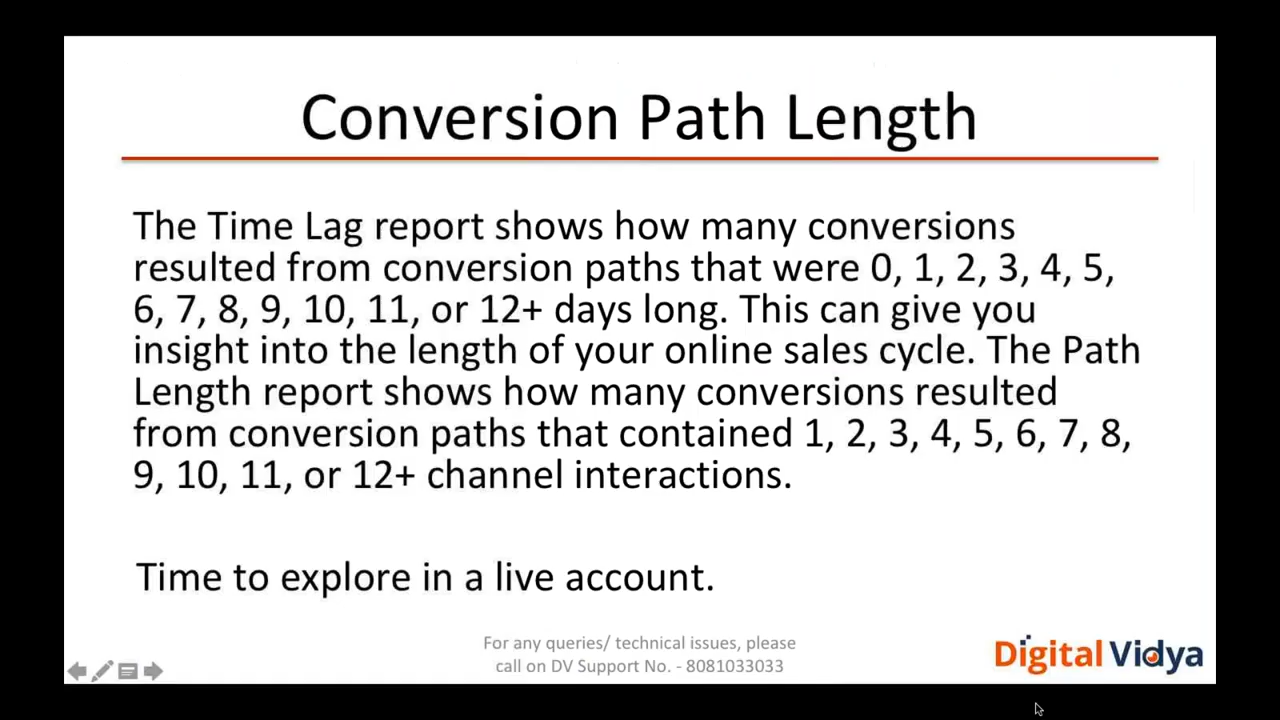 Conversion Path Length
The Time Lag report shows how many conversions
resulted from conversion paths that were 0, 1, 2, 3, 4, 5,
6, 7, 8, 9, 10, 11, or 12+ days long. This can give you
insight into the length of your online sales cycle. The Path
Length report shows how many conversions resulted
from conversion paths that contained 1, 2, 3, 4, 5, 6, 7, 8,
9, 10, 11, or 12+ channel interactions.
Time to explore in a live account.
For any queries/ technical issues, please
call on DV Support No. - 8081033033
Digital Vidya